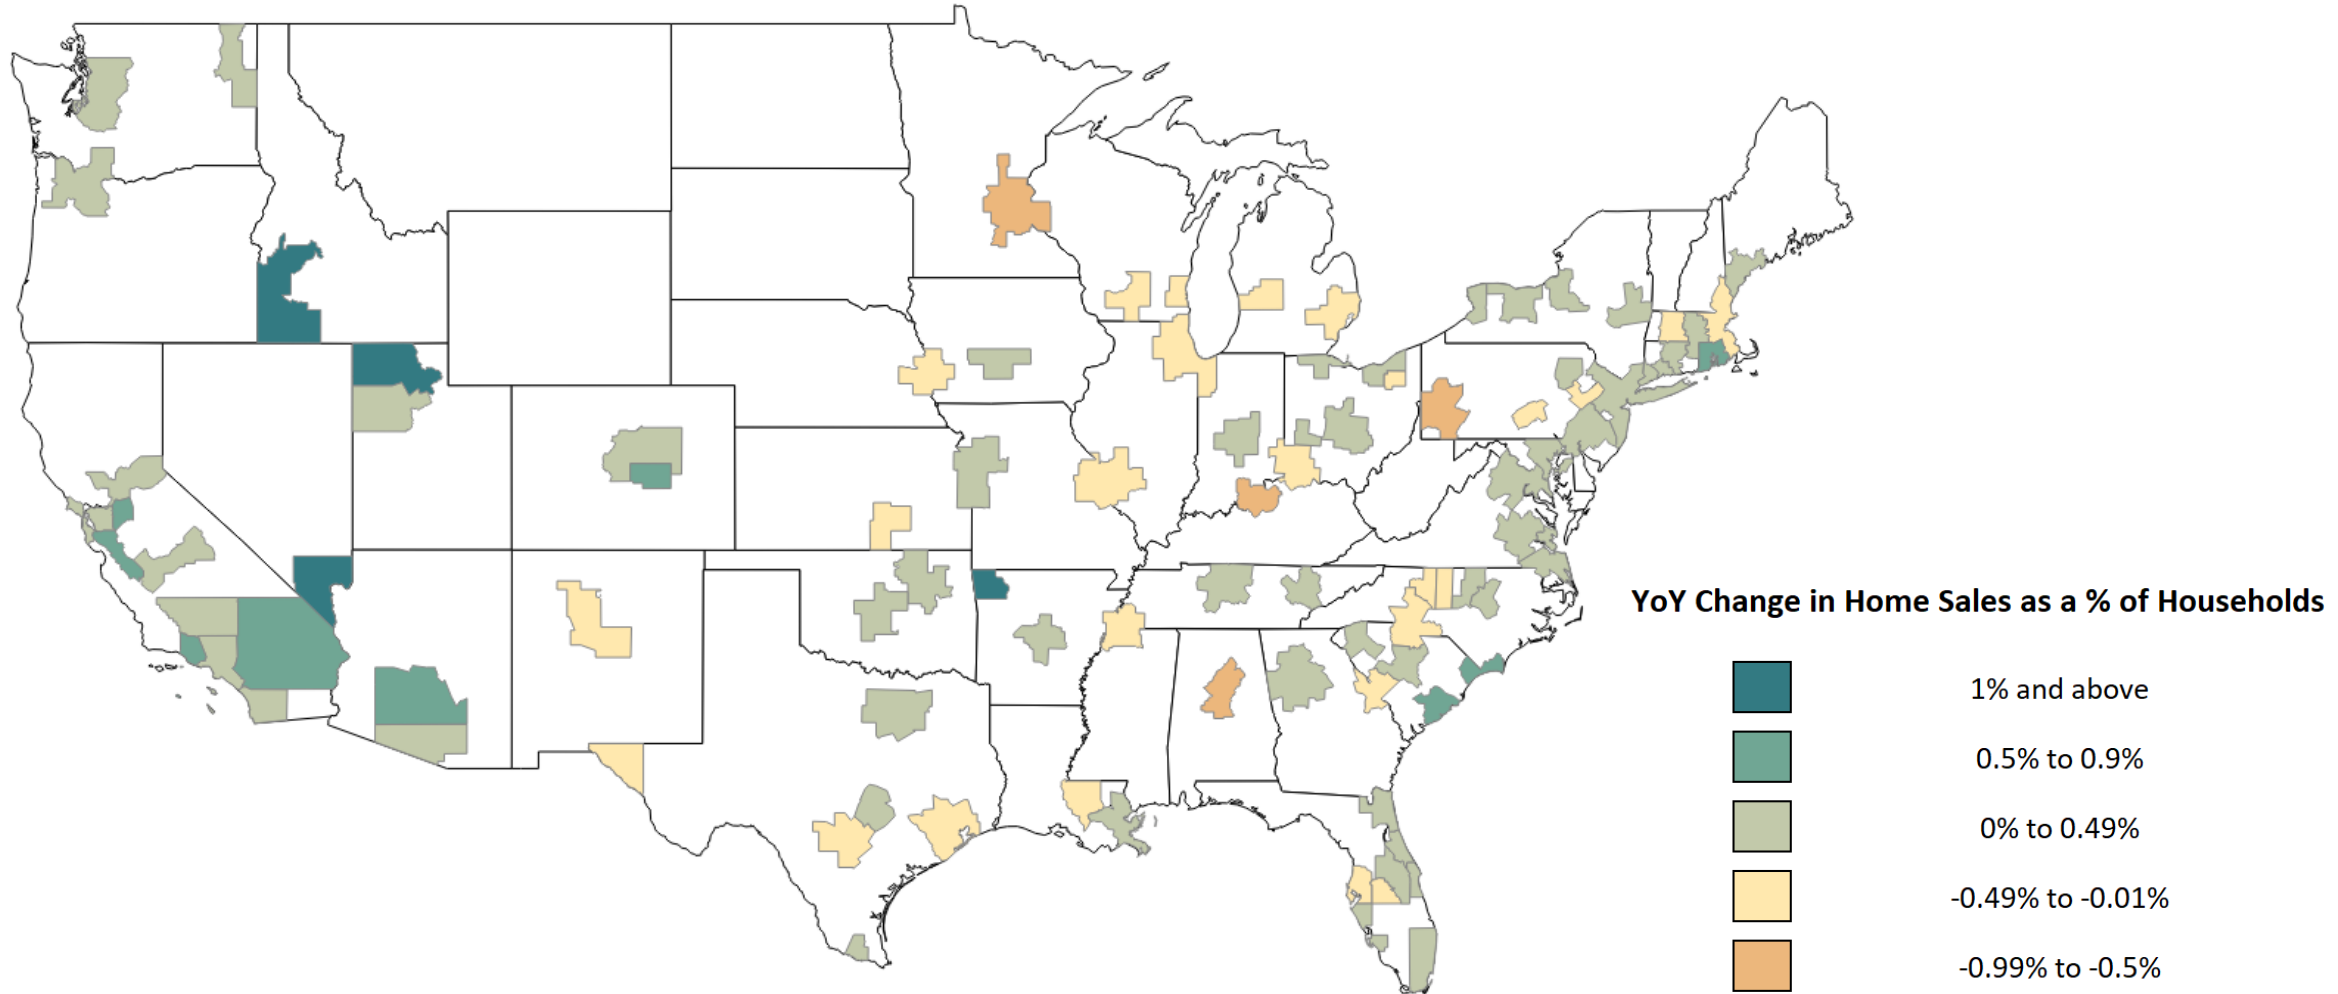 YoY Change in Home Sales as a % of Households
1% and above
0.5% to 0.9%
0% to 0.49%
-0.49% to -0.01%
-0.99% to -0.5%